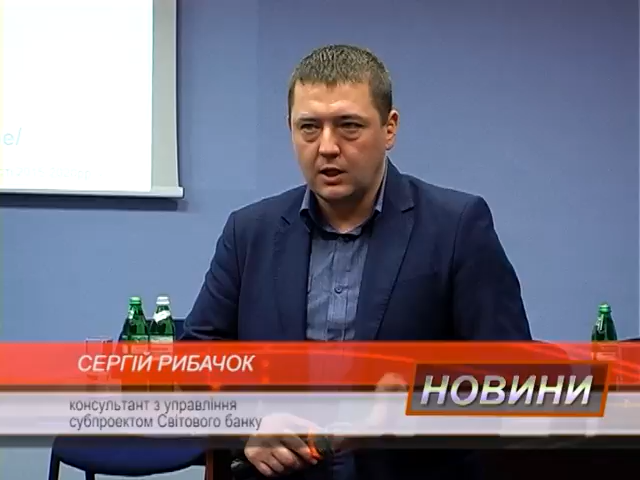 e/
СЕРГІЙ РИБАЧОК
НОВИНИ
консультант з управління
субпроектом Світового банку